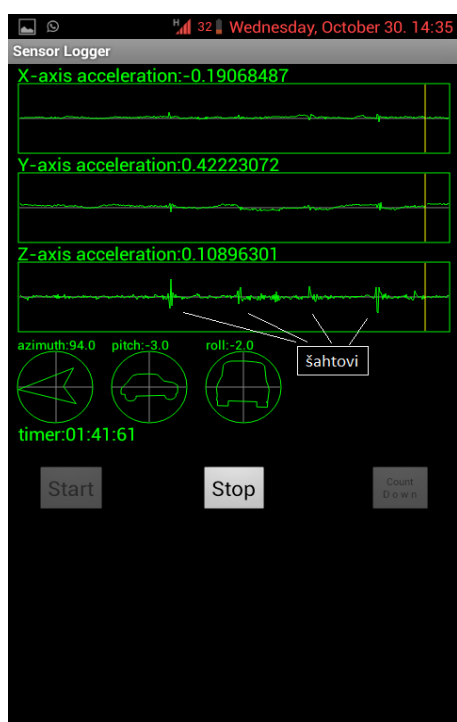 H 32 Wednesday, October 30. 14:35
Sensor Logger
X-axis acceleration:-0.19068487
Y-axis acceleration:0.42223072
Z-axis acceleration:0.10896301
azimuth:94.0 pitch:-3.0 roll:-2.0
šahtovi
timer:01:41:61
Start Stop Count
Down